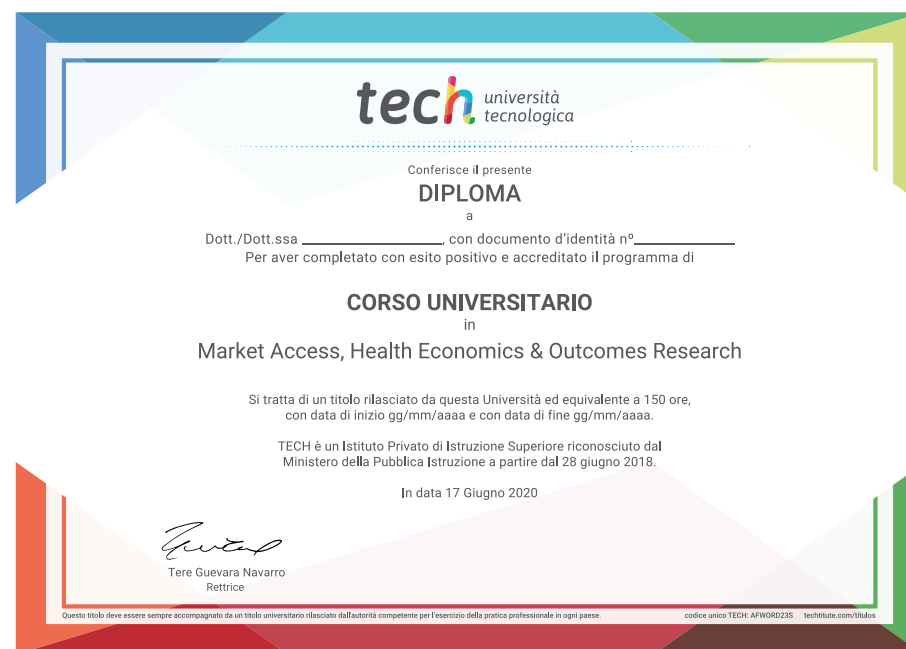 tech università
tecnologica
Conferisce il presente
DIPLOMA
a
Dott./Dott.ssa ____________________, con documento d'identità nº______________
Per aver completato con esito positivo e accreditato il programma di
CORSO UNIVERSITARIO
in
Market Access, Health Economics & Outcomes Research
Si tratta di un titolo rilasciato da questa Università ed equivalente a 150 ore,
con data di inizio gg/mm/aaaa e con data di fine gg/mm/aaaa.
TECH è un Istituto Privato di Istruzione Superiore riconosciuto dal
Ministero della Pubblica Istruzione a partire dal 28 giugno 2018.
In data 17 Giugno 2020
Tere Guevara Navarro
Rettrice
Questo titolo deve essere sempre accompagnato da un titolo universitario rilasciato dall'autorità competente per l'esercizio della pratica professionale in ogni paese. codice unico TECH: AFWORD23S techtitute.com/titulos